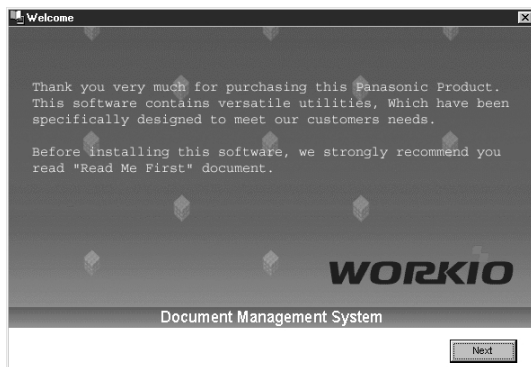 Welcome
Thank you very much for purchasing this Panasonic Product.
This software contains versatile utilities, Which have been
specifically designed to meet our customers needs.
Before installing this software, we strongly recommend you
read "Read Me First" document.
WORKIO
Document Management System
Next